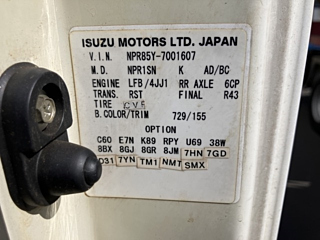 ISUZU MOTORS LTD. JAPAN
V.I.N. NPR85Y-7001607
M.D. NPR1SN K AD/BC
ENGINE LFB/4JJ1 RR AXLE 6CP
TRANS. RST FINAL R43
TIRE CVE
B.COLOR/TRIM 729/155
OPTION
C60 E7N K89 RPY U69 38W
8BX 8GJ 8GR 8JM 7HN 7GD
O31 7YN TM1 NMT SMX